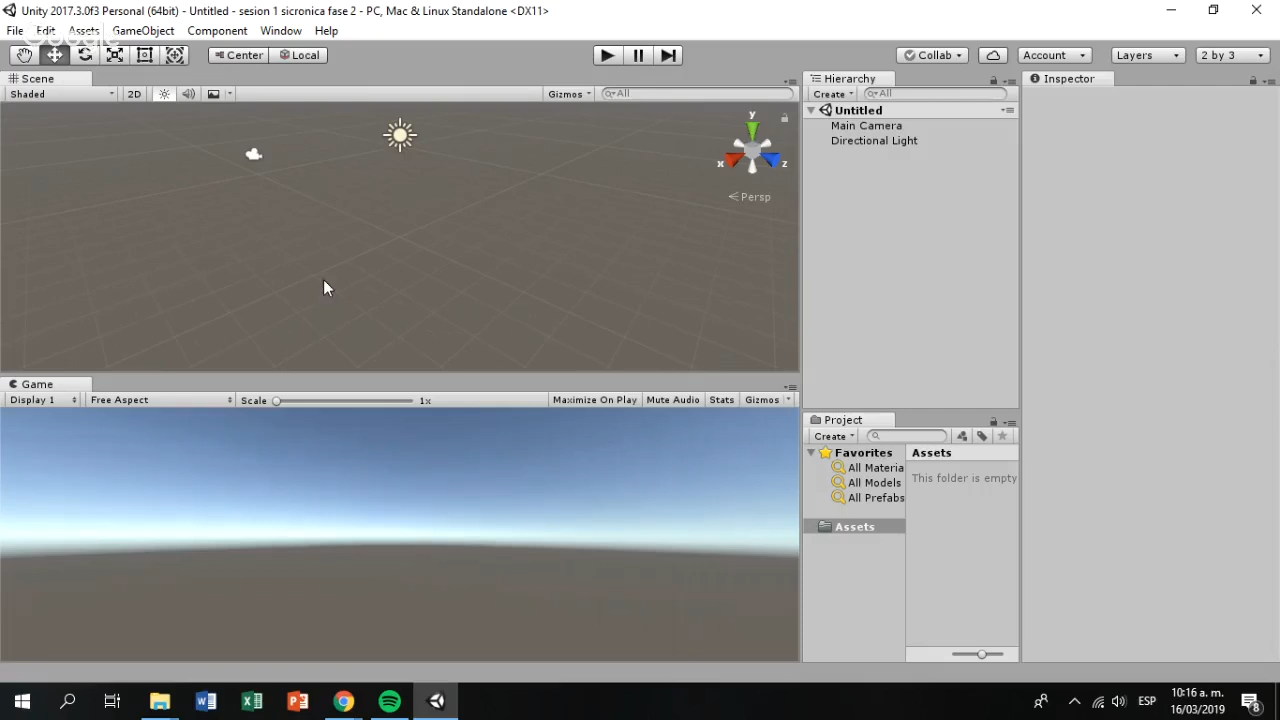 Unity 2017.3.0f3 Personal (64bit) - Untitled - sesion 1 sicronica fase 2 - PC, Mac & Linux Standalone <DX11>
File Edit Assets GameObject Component Window Help
Google
Center Local Collab Account Layers 2 by 3
Scene
Shaded 2D Gizmos All
y
x z
Persp
Hierarchy
Create All
Untitled
Main Camera
Directional Light
Inspector
Game
Display 1 Free Aspect Scale 1x Maximize On Play Mute Audio Stats Gizmos
Project
Create
Favorites
All Materia
All Models
All Prefabs
Assets
Assets
This folder is empty
ESP
10:16 a. m.
16/03/2019
8